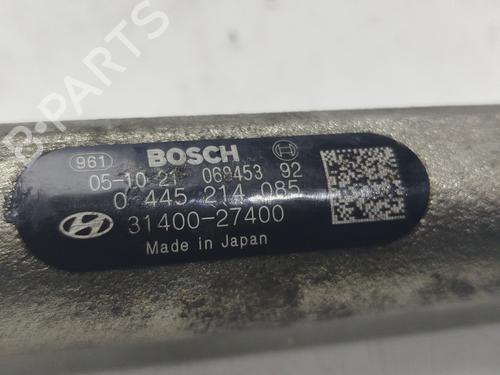 B-PARTS
961 BOSCH
05-10-21 068453 92
0 445 214 085
31400-27400
Made in Japan